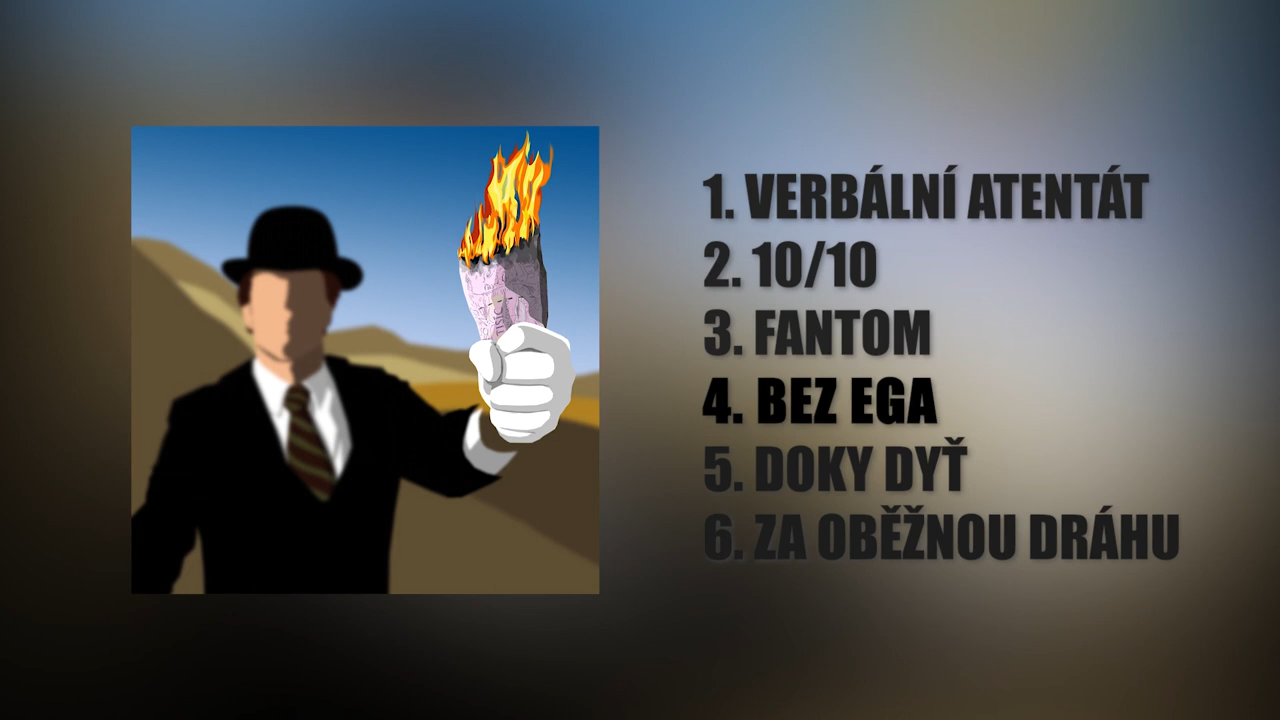 1. VERBÁLNÍ ATENTÁT
2. 10/10
3. FANTOM
4. BEZ EGA
5. DOKY DYŤ
6. ZA OBĚŽNOU DRÁHU